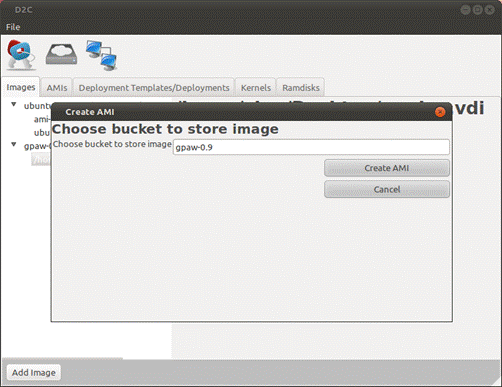 D2C
File
Images
AMIs
Deployment Templates/Deployments
Kernels
Ramdisks
ubuntu
vdi
ami-
ubu
gpaw-0
Create AMI
Choose bucket to store image
Choose bucket to store image
gpaw-0.9
Create AMI
Cancel
Add Image